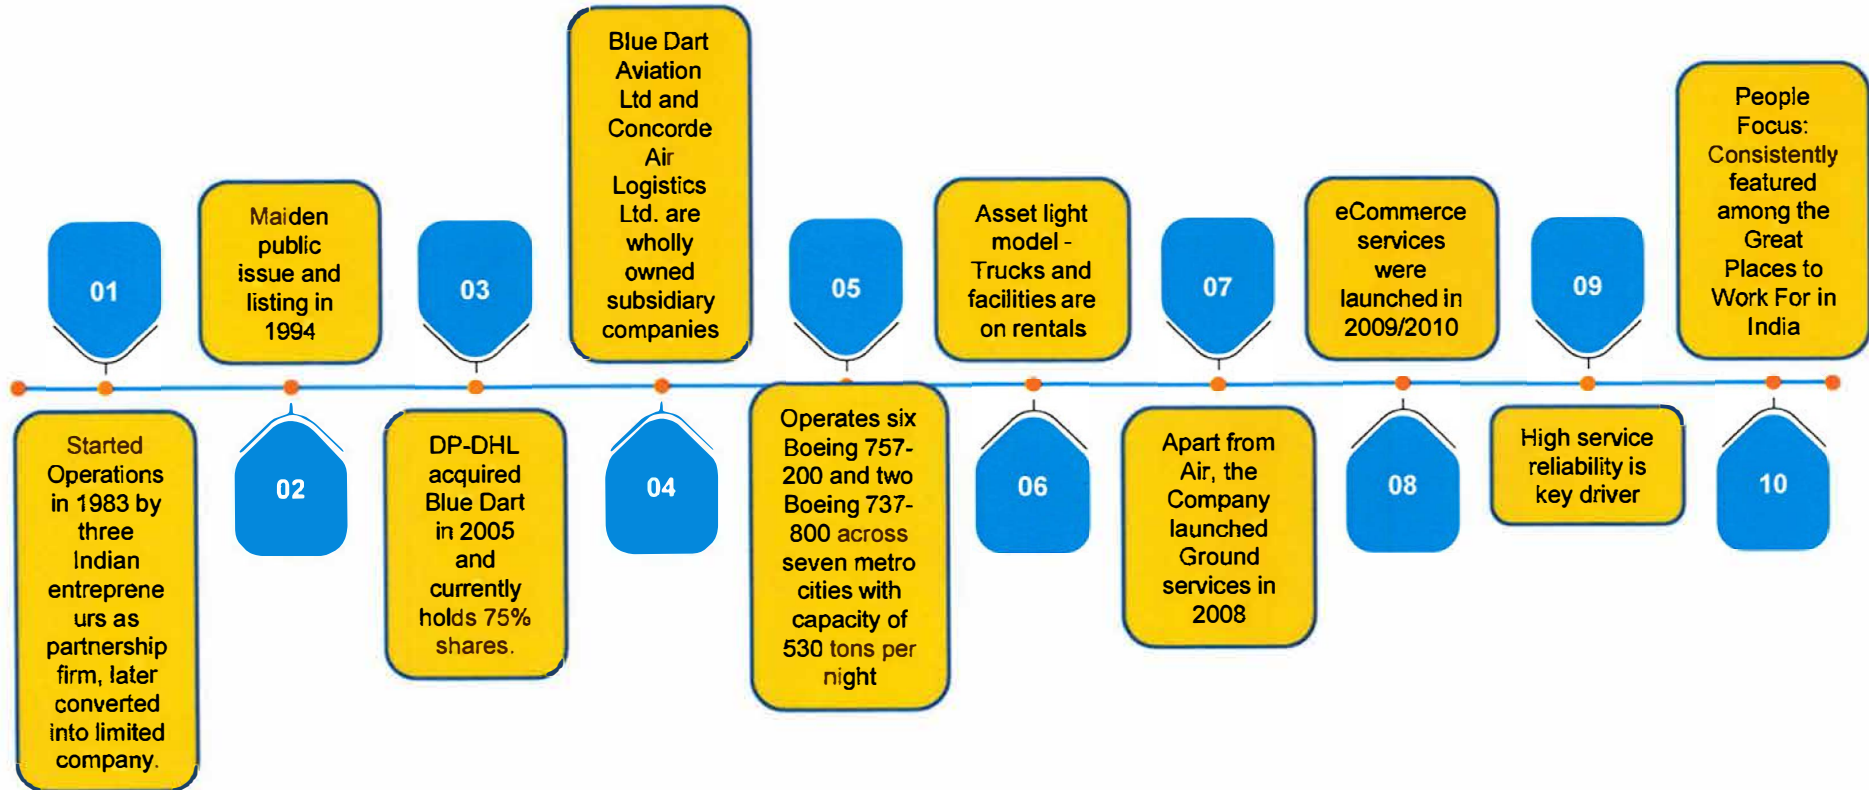 01
Started
Operations
in 1983 by
three
Indian
entreprene
urs as
partnership
firm, later
converted
into limited
company.
Maiden
public
issue and
listing in
1994
02
03
DP-DHL
acquired
Blue Dart
in 2005
and
currently
holds 75%
shares.
Blue Dart
Aviation
Ltd and
Concorde
Air
Logistics
Ltd. are
wholly
owned
subsidiary
companies
04
05
Operates six
Boeing 757-
200 and two
Boeing 737-
800 across
seven metro
cities with
capacity of
530 tons per
night
Asset light
model -
Trucks and
facilities are
on rentals
06
07
Apart from
Air, the
Company
launched
Ground
services in
2008
eCommerce
services
were
launched in
2009/2010
08
09
High service
reliability is
key driver
People
Focus:
Consistently
featured
among the
Great
Places to
Work For in
India
10